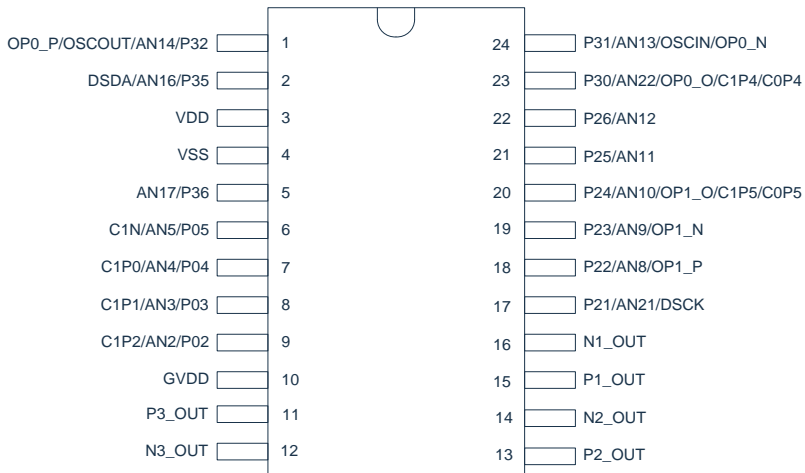 OP0_P/OSCOUT/AN14/P32 1 24 P31/AN13/OSCIN/OP0_N
DSDA/AN16/P35 2 23 P30/AN22/OP0_O/C1P4/C0P4
VDD 3 22 P26/AN12
VSS 4 21 P25/AN11
AN17/P36 5 20 P24/AN10/OP1_O/C1P5/C0P5
C1N/AN5/P05 6 19 P23/AN9/OP1_N
C1P0/AN4/P04 7 18 P22/AN8/OP1_P
C1P1/AN3/P03 8 17 P21/AN21/DSCK
C1P2/AN2/P02 9 16 N1_OUT
GVDD 10 15 P1_OUT
P3_OUT 11 14 N2_OUT
N3_OUT 12 13 P2_OUT